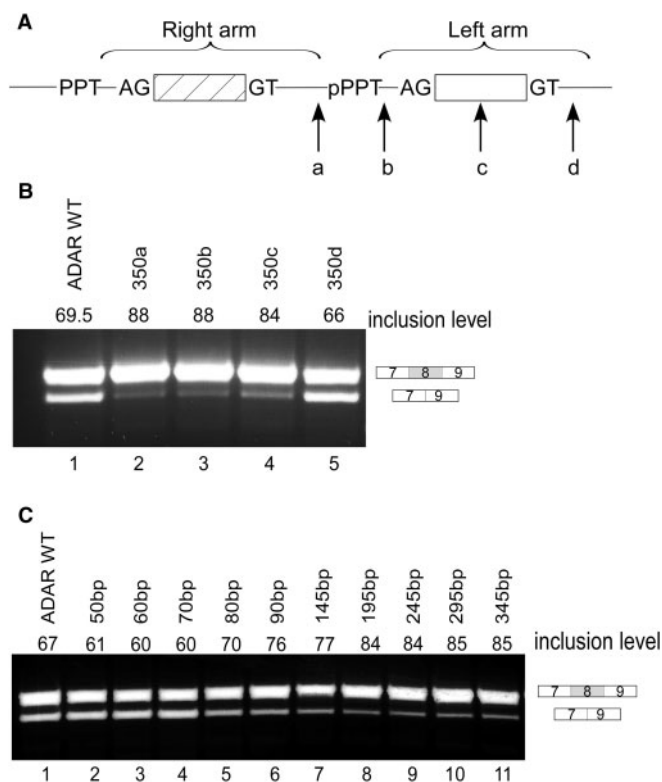 A
Right arm Left arm
PPT AG GT pPPT AG GT
a b c d
B
ADAR WT 350a 350b 350c 350d
69.5 88 88 84 66 inclusion level
7 8 9
7 9
1 2 3 4 5
C
ADAR WT 50bp 60bp 70bp 80bp 90bp 145bp 195bp 245bp 295bp 345bp
67 61 60 60 70 76 77 84 84 85 85 inclusion level
7 8 9
7 9
1 2 3 4 5 6 7 8 9 10 11